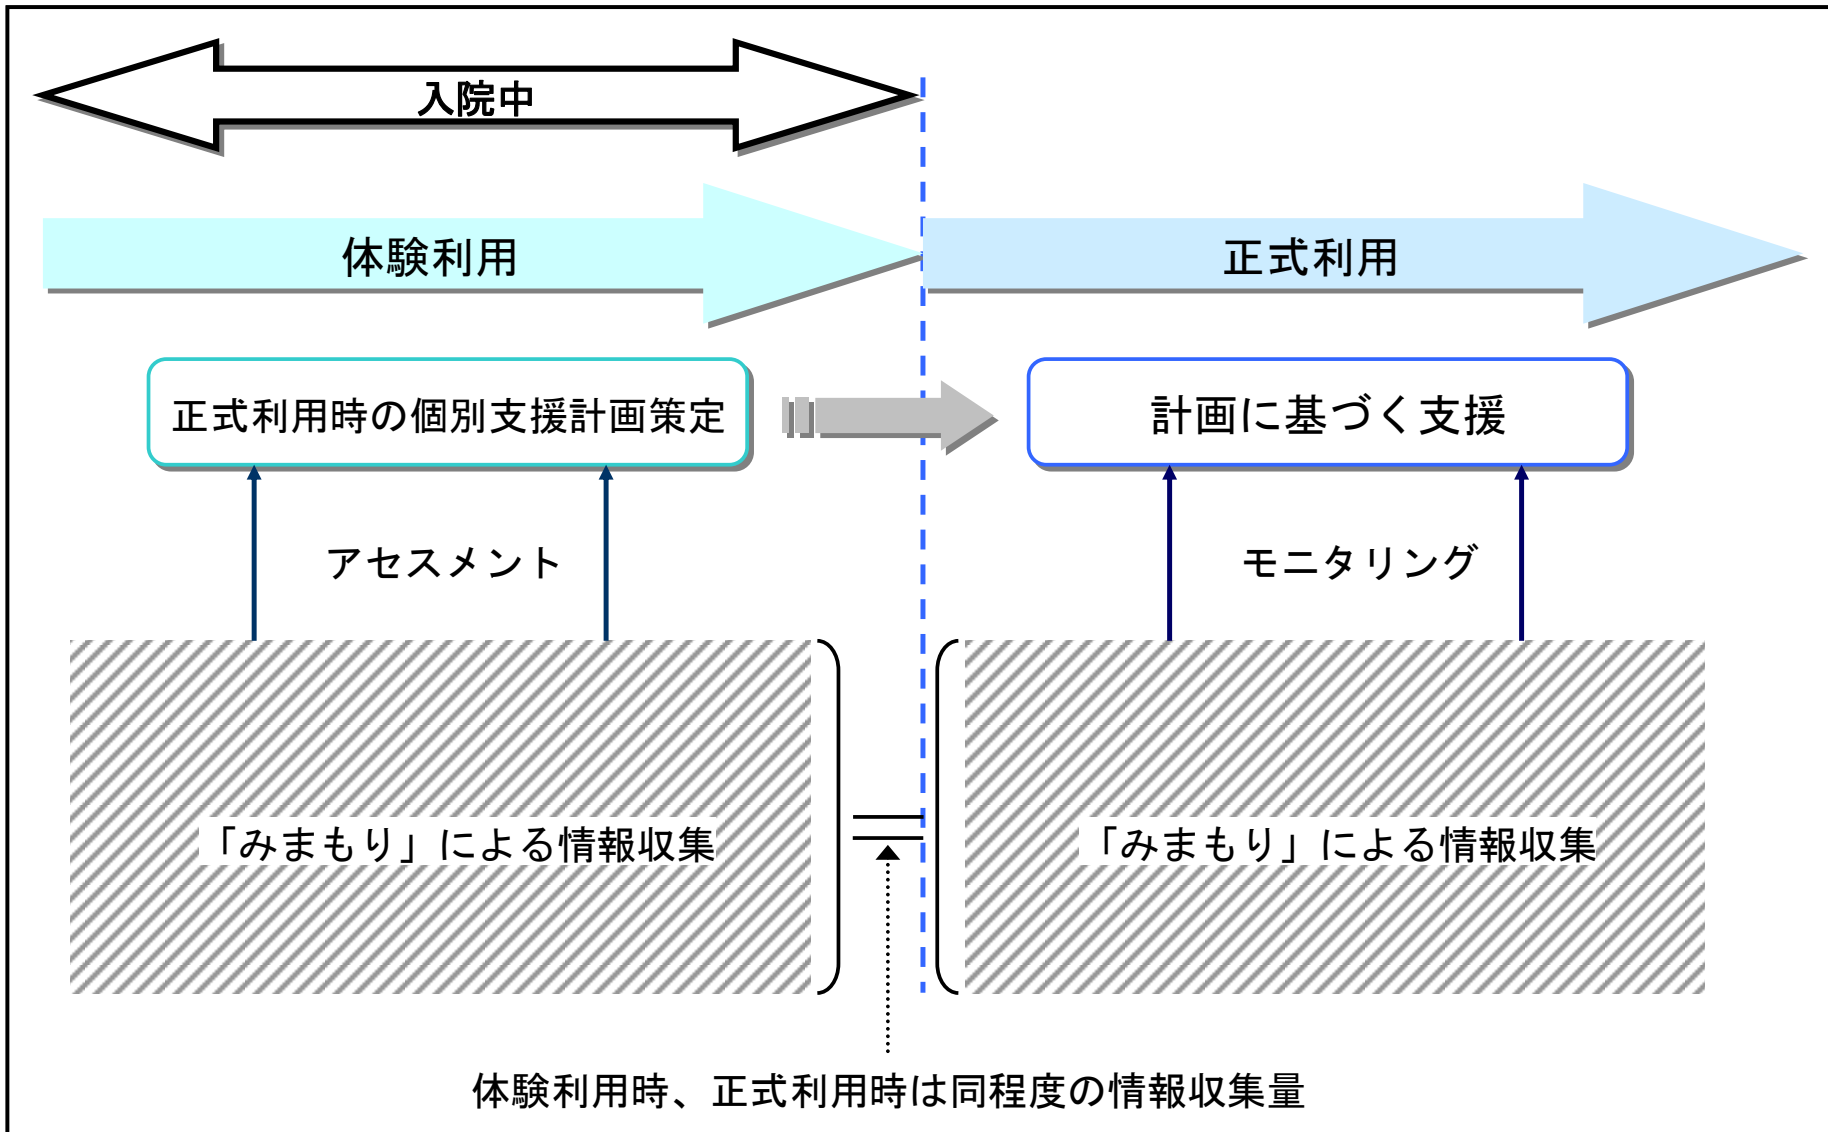 入院中
体験利用
正式利用
正式利用時の個別支援計画策定
計画に基づく支援
アセスメント
モニタリング
「みまもり」による情報収集
「みまもり」による情報収集
体験利用時、正式利用時は同程度の情報収集量